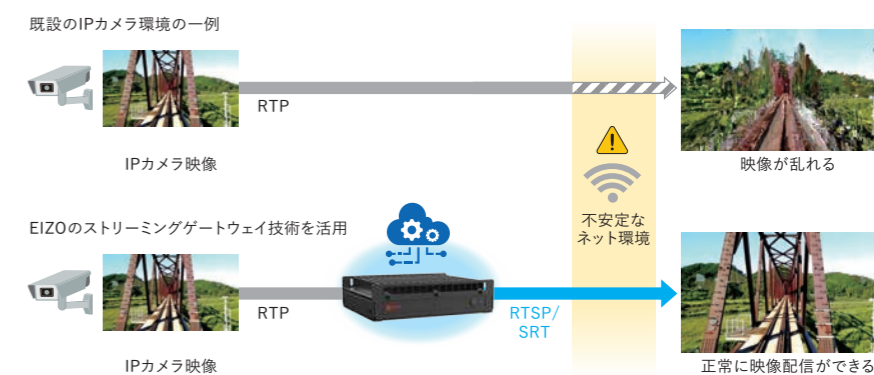 既設のIPカメラ環境の一例
RTP
IPカメラ映像
映像が乱れる
不安定な
ネット環境
EIZOのストリーミングゲートウェイ技術を活用
RTP
RTSP/
SRT
IPカメラ映像
正常に映像配信ができる